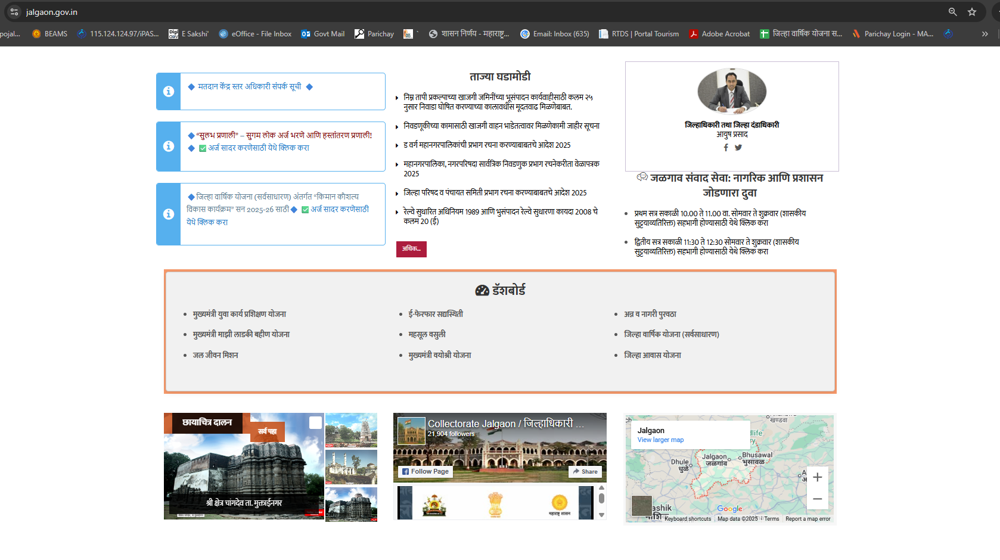 jalgaon.gov.in
pojal...
BEAMS
115.124.124.97/iPAS...
E Sakshi'
eOffice - File Inbox
Govt Mail
Parichay
`
शासन निर्णय - महाराष्ट्र...
Email: Inbox (635)
RTDS | Portal Tourism
Adobe Acrobat
जिल्हा वार्षिक योजना स...
Parichay Login - MA...
»
मतदान केंद्र स्तर अधिकारी संपर्क सूची
“सुलभ प्रणाली” – सुगम लोक अर्ज भरणे आणि हस्तांतरण प्रणाली!
अर्ज सादर करणेसाठी येथे क्लिक करा
जिल्हा वार्षिक योजना (सर्वसाधारण) अंतर्गत “किमान कौशल्य
विकास कार्यक्रम” सन 2025-26 साठी अर्ज सादर करणेसाठी
येथे क्लिक करा
ताज्या घडामोडी
निम्न तापी प्रकल्पाच्या खाजगी जमिनींच्या भूसंपादन कार्यवाहीसाठी कलम २५
नुसार निवाडा घोषित करण्याच्या कालावधीस मूदतवाढ मिळणेबाबत.
निवडणूकीच्या कामासाठी खाजगी वाहन भाडेतत्वावर मिळणेकामी जाहीर सूचना
ड वर्ग महानगरपालिकांची प्रभाग रचना करण्याबाबतचे आदेश 2025
महानगरपालिका, नगरपरिषदा सार्वत्रिक निवडणुक प्रभाग रचनेकरीता वेळापत्रक
2025
जिल्हा परिषद व पंचायत समिती प्रभाग रचना करण्याबाबतचे आदेश 2025
रेल्वे सुधारित अधिनियम 1989 आणि भुसंपादन रेल्वे सुधारणा कायदा 2008 चे
कलम 20 (ई)
अधिक...
जिल्हाधिकारी तथा जिल्हा दंडाधिकारी
आयुष प्रसाद
जळगाव संवाद सेवा: नागरिक आणि प्रशासन
जोडणारा दुवा
प्रथम सत्र सकाळी 10.00 ते 11.00 वा. सोमवार ते शुक्रवार (शासकीय
सुट्टयाव्यतिरिक्त) सहभागी होण्यासाठी येथे क्लिक करा
द्वितीय सत्र सकाळी 11:30 ते 12:30 सोमवार ते शुक्रवार (शासकीय
सुट्टयाव्यतिरिक्त) सहभागी होण्यासाठी येथे क्लिक करा
डॅशबोर्ड
मुख्यमंत्री युवा कार्य प्रशिक्षण योजना
ई-फेरफार सद्यस्थिती
अन्न व नागरी पुरवठा
मुख्यमंत्री माझी लाडकी बहीण योजना
महसूल वसुली
जिल्हा वार्षिक योजना (सर्वसाधारण)
जल जीवन मिशन
मुख्यमंत्री वयोश्री योजना
जिल्हा आवास योजना
छायाचित्र दालन
सर्व पहा
श्री क्षेत्र चांगदेव ता. मुक्ताईनगर
Collectorate Jalgaon / जिल्हाधिकारी ...
21,904 followers
Follow Page
Share
महाराष्ट्र शासन
Jalgaon
View larger map
खण्डवा
dlife
Jalgaon
जळगांव
Bhusawal
भुसावळ
Dhule
धुळे
ashik
Google
Keyboard shortcuts
Map data ©2025
Terms
Report a map error